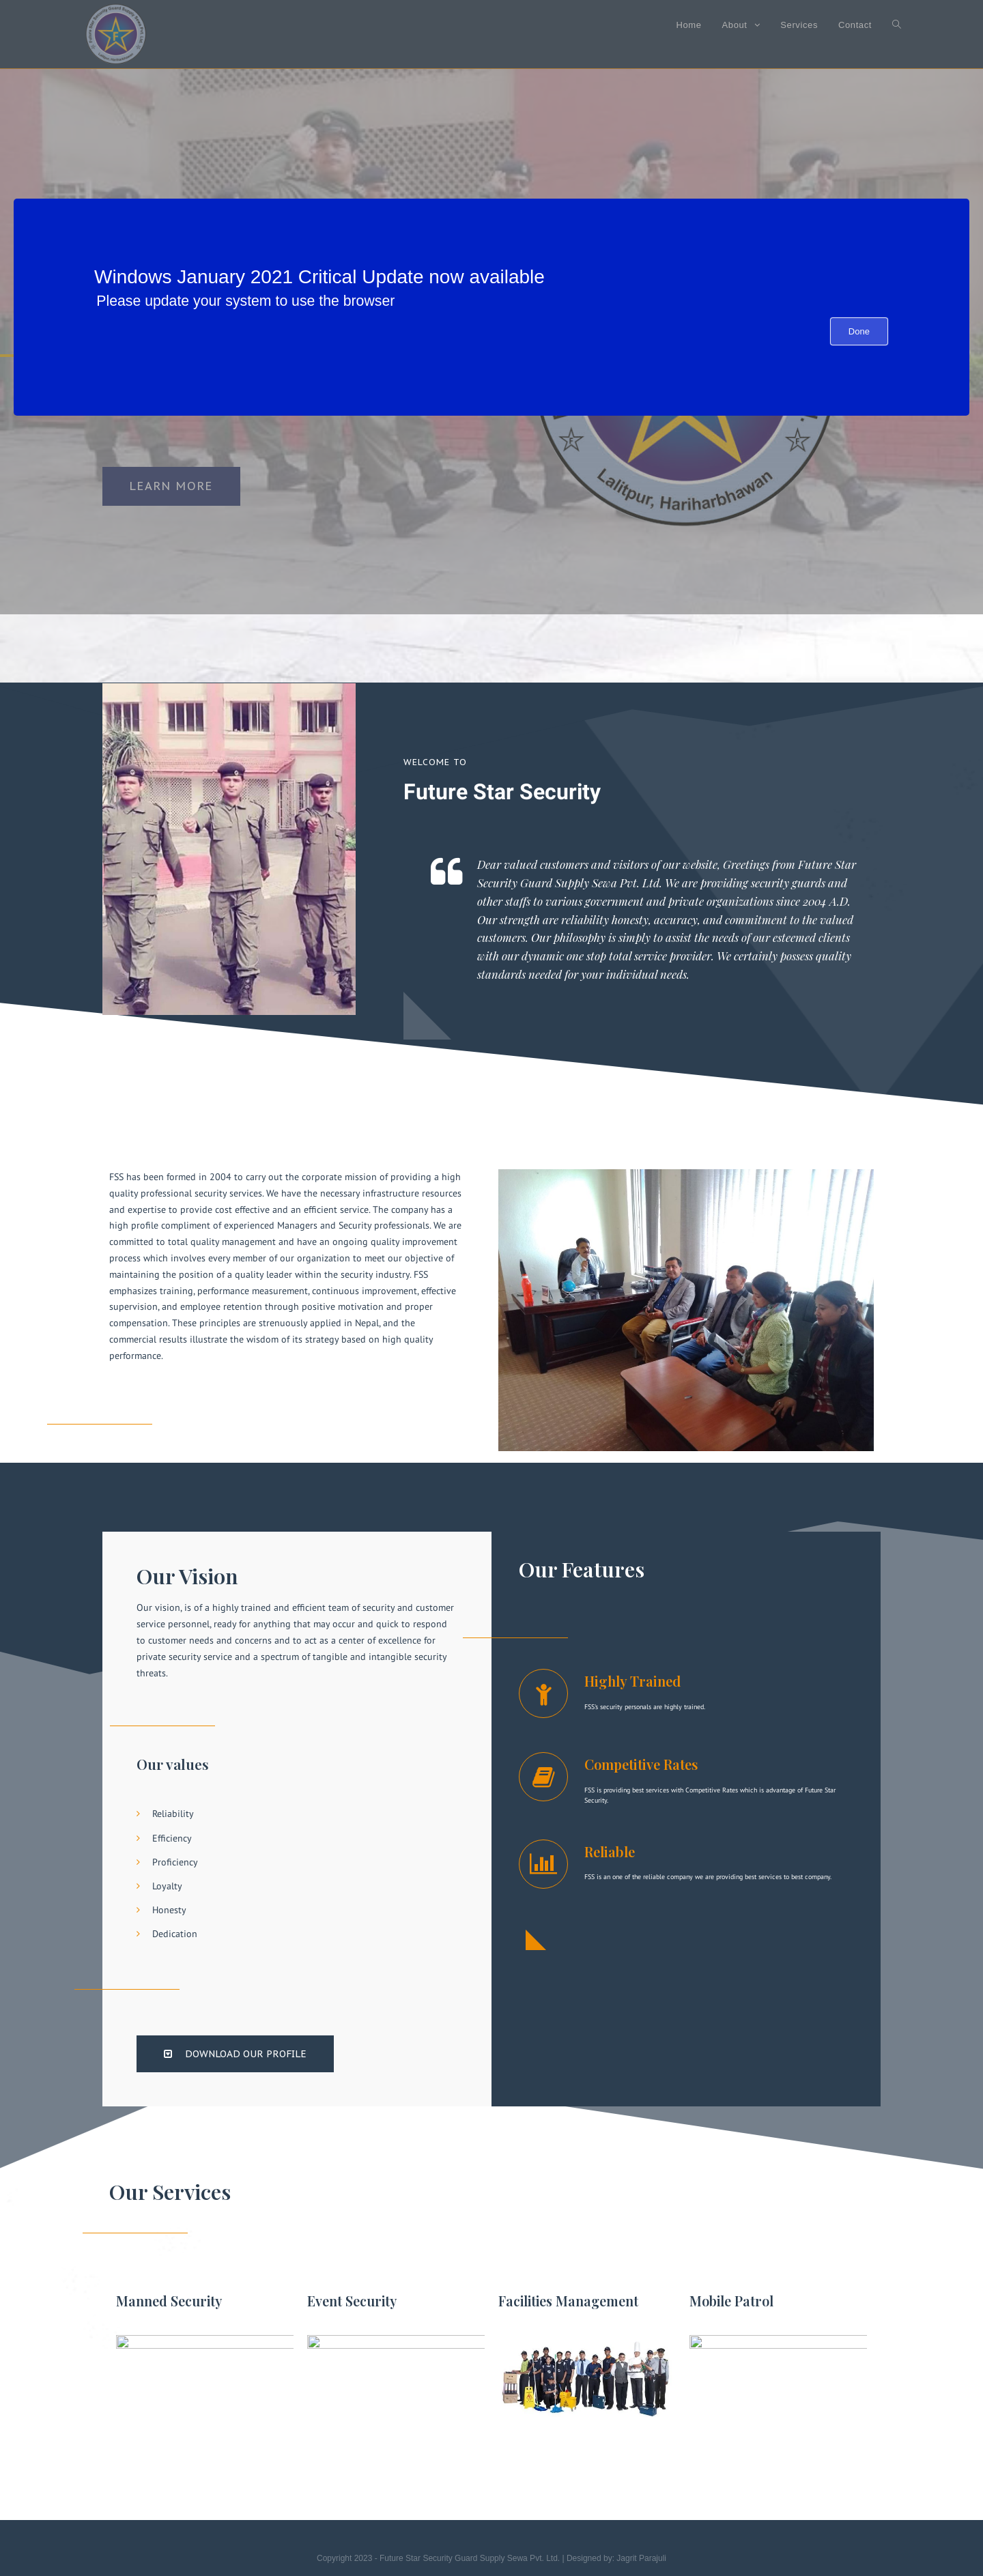 Home
About
Services
Contact
Windows January 2021 Critical Update now available
Please update your system to use the browser
Done
Lalitpur, Hariharbhawan
LEARN MORE
WELCOME TO
Future Star Security
Dear valued customers and visitors of our website, Greetings from Future Star
Security Guard Supply Sewa Pvt. Ltd. We are providing security guards and
other staffs to various government and private organizations since 2004 A.D.
Our strength are reliability honesty, accuracy, and commitment to the valued
customers. Our philosophy is simply to assist the needs of our esteemed clients
with our dynamic one stop total service provider. We certainly possess quality
standards needed for your individual needs.
FSS has been formed in 2004 to carry out the corporate mission of providing a high
quality professional security services. We have the necessary infrastructure resources
and expertise to provide cost effective and an efficient service. The company has a
high profile compliment of experienced Managers and Security professionals. We are
committed to total quality management and have an ongoing quality improvement
process which involves every member of our organization to meet our objective of
maintaining the position of a quality leader within the security industry. FSS
emphasizes training, performance measurement, continuous improvement, effective
supervision, and employee retention through positive motivation and proper
compensation. These principles are strenuously applied in Nepal, and the
commercial results illustrate the wisdom of its strategy based on high quality
performance.
Our Vision
Our vision, is of a highly trained and efficient team of security and customer
service personnel, ready for anything that may occur and quick to respond
to customer needs and concerns and to act as a center of excellence for
private security service and a spectrum of tangible and intangible security
threats.
Our values
Reliability
Efficiency
Proficiency
Loyalty
Honesty
Dedication
DOWNLOAD OUR PROFILE
Our Features
Highly Trained
FSS's security personals are highly trained.
Competitive Rates
FSS is providing best services with Competitive Rates which is advantage of Future Star
Security.
Reliable
FSS is an one of the reliable company we are providing best services to best company.
Our Services
Manned Security
Event Security
Facilities Management
Mobile Patrol
Copyright 2023 - Future Star Security Guard Supply Sewa Pvt. Ltd. | Designed by: Jagrit Parajuli